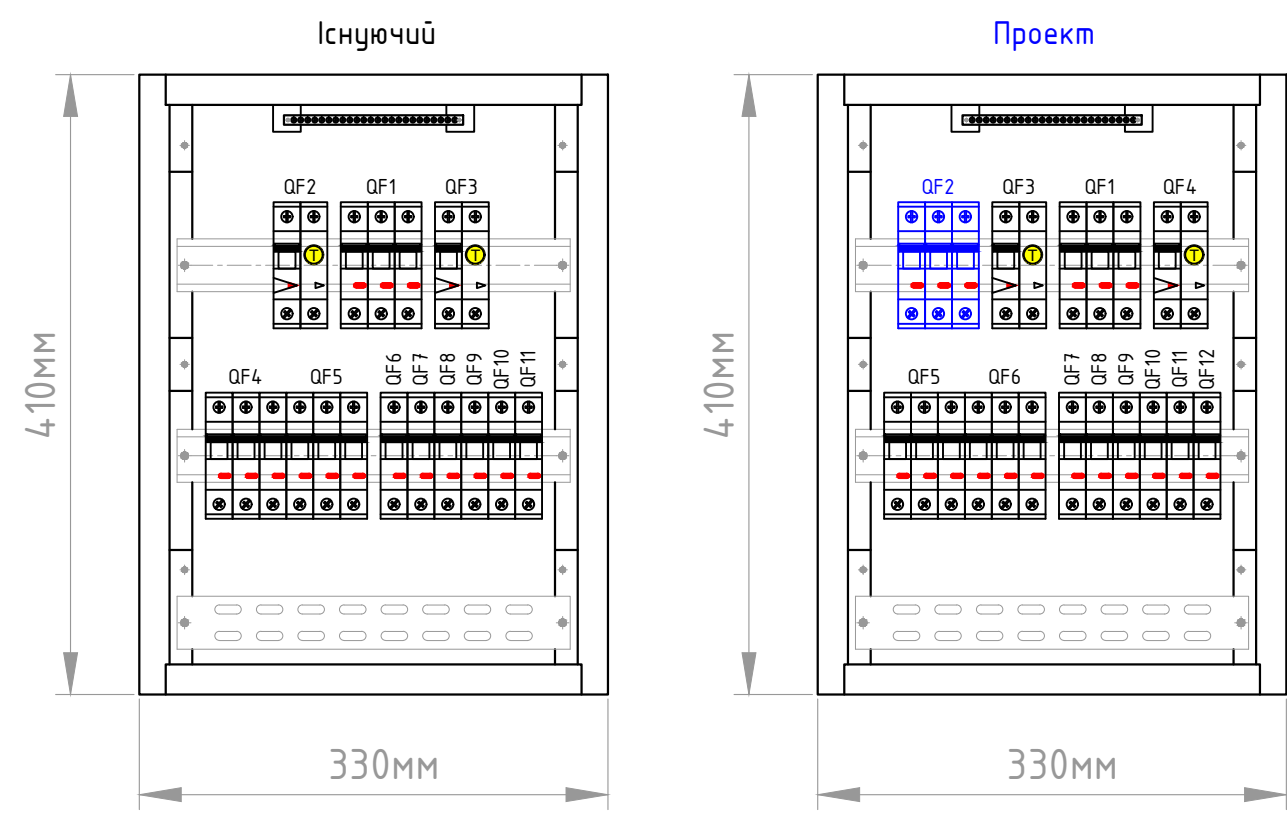 Існуючий
Проект
QF2 QF1 QF3
QF2 QF3 QF1 QF4
T T
T T
410мм
QF4 QF5 QF6 QF7 QF8 QF9 QF10 QF11
410мм
QF5 QF6 QF7 QF8 QF9 QF10 QF11 QF12
330мм
330мм